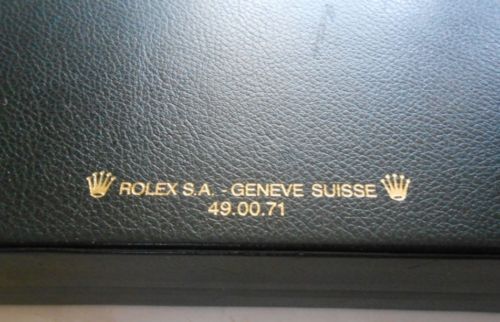 ROLEX S.A. - GENEVE SUISSE
49.00.71